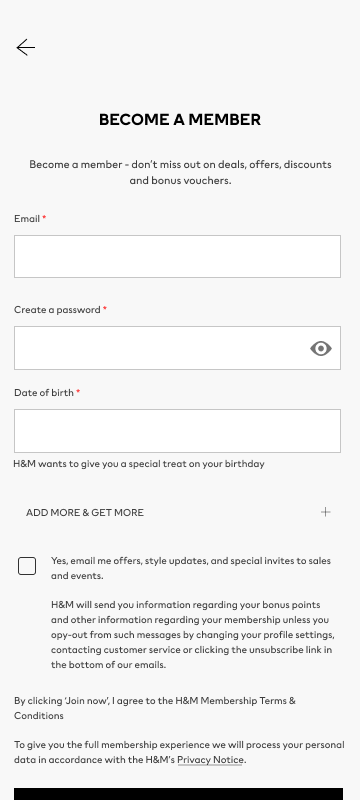 BECOME A MEMBER
Become a member - don't miss out on deals, offers, discounts
and bonus vouchers.
Email *
Create a password *
Date of birth *
H&M wants to give you a special treat on your birthday
ADD MORE & GET MORE
Yes, email me offers, style updates, and special invites to sales
and events.
H&M will send you information regarding your bonus points
and other information regarding your membership unless you
opy-out from such messages by changing your profile settings,
contacting customer service or clicking the unsubscribe link in
the bottom of our emails.
By clicking 'Join now', I agree to the H&M Membership Terms &
Conditions
To give you the full membership experience we will process your personal
data in accordance with the H&M's Privacy Notice.